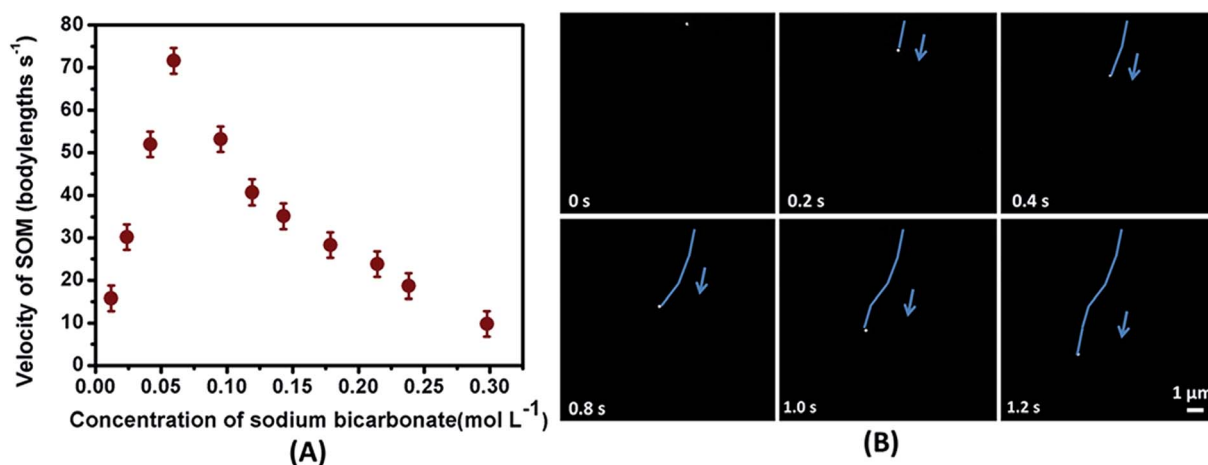 Velocity of SOM (bodylengths s-1)
80
70
60
50
40
30
20
10
0
0.00 0.05 0.10 0.15 0.20 0.25 0.30
Concentration of sodium bicarbonate(mol L-1)
(A)
0 s
0.2 s
0.4 s
0.8 s
1.0 s
1.2 s
1 µm
(B)